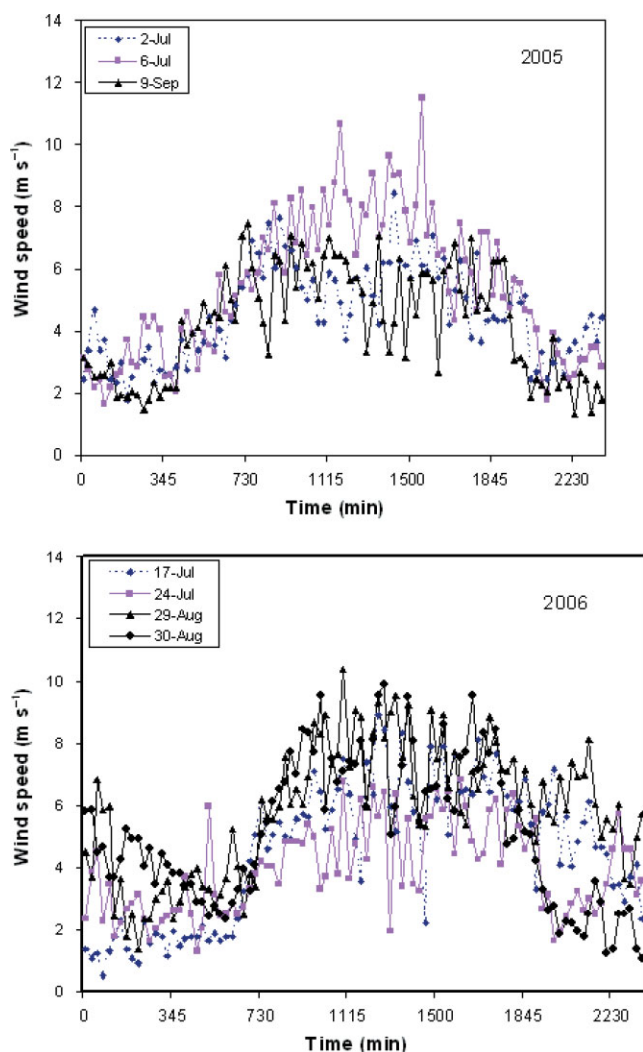 14
12
10
8
6
4
2
0
Wind speed (m s⁻¹)
2-Jul
6-Jul
9-Sep
2005
0 345 730 1115 1500 1845 2230
Time (min)
14
12
10
8
6
4
2
0
Wind speed (m s⁻¹)
17-Jul
24-Jul
29-Aug
30-Aug
2006
0 345 730 1115 1500 1845 2230
Time (min)